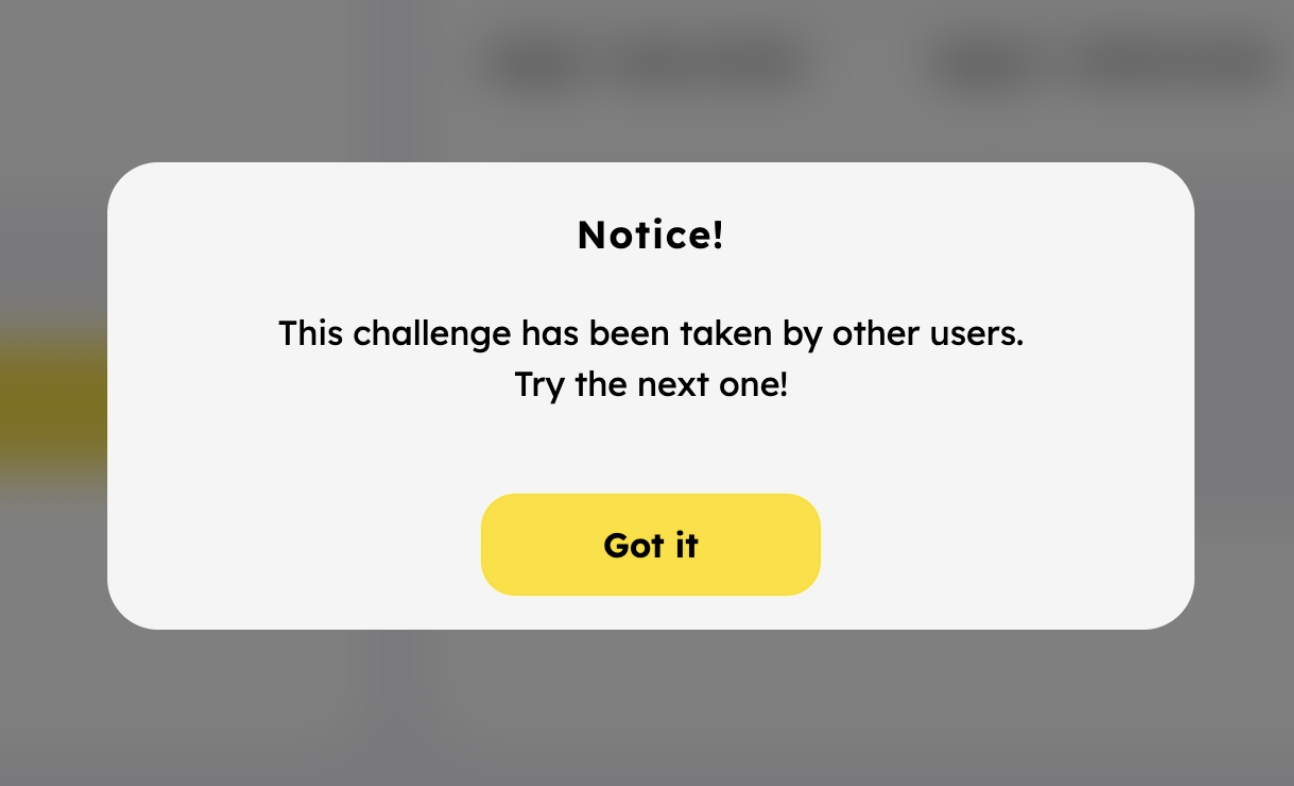 Notice!
This challenge has been taken by other users.
Try the next one!
Got it